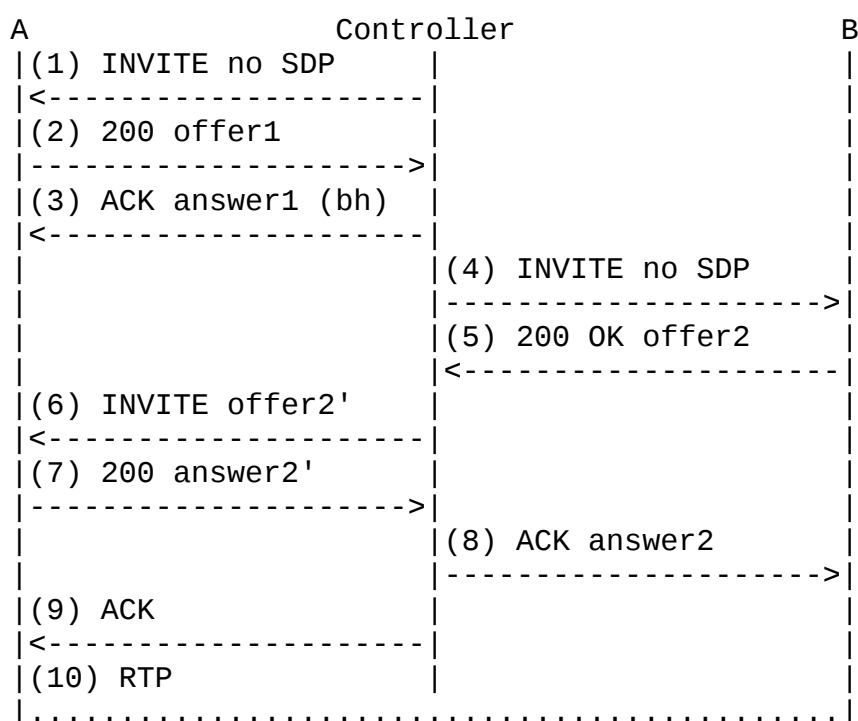 A Controller B
(1) INVITE no SDP
(2) 200 offer1
(3) ACK answer1 (bh)
(4) INVITE no SDP
(5) 200 OK offer2
(6) INVITE offer2'
(7) 200 answer2'
(8) ACK answer2
(9) ACK
(10) RTP